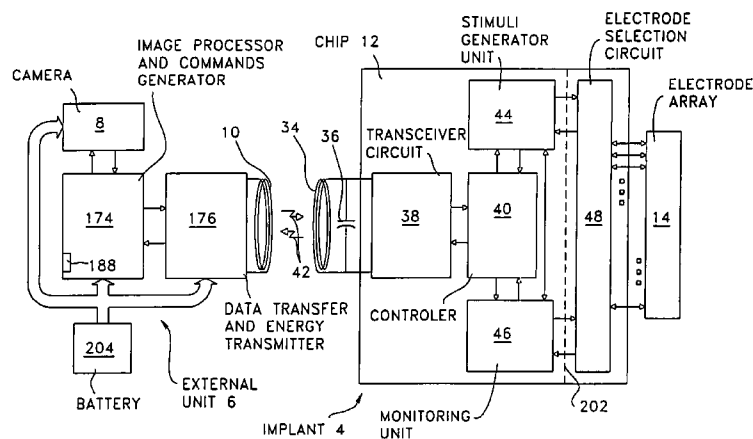 IMAGE PROCESSOR
AND COMMANDS
GENERATOR
CAMERA
8
174
188
176
10
34
36
42
DATA TRANSFER
AND ENERGY
TRANSMITTER
204
BATTERY
EXTERNAL
UNIT 6
CHIP 12
STIMULI
GENERATOR
UNIT
ELECTRODE
SELECTION
CIRCUIT
ELECTRODE
ARRAY
TRANSCEIVER
CIRCUIT
44
38
40
48
14
CONTROLER
46
202
MONITORING
UNIT
IMPLANT 4